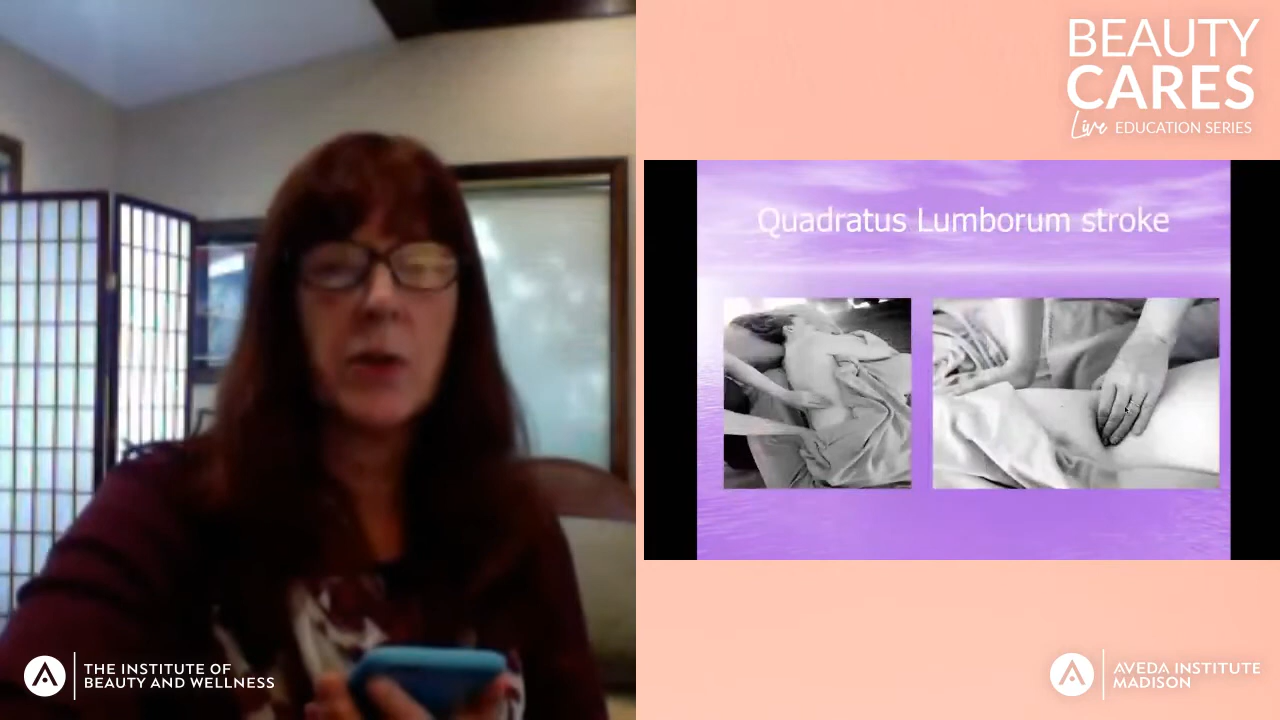 BEAUTY
CARES
Live EDUCATION SERIES
Quadratus Lumborum stroke
THE INSTITUTE OF
BEAUTY AND WELLNESS
AVEDA INSTITUTE
MADISON